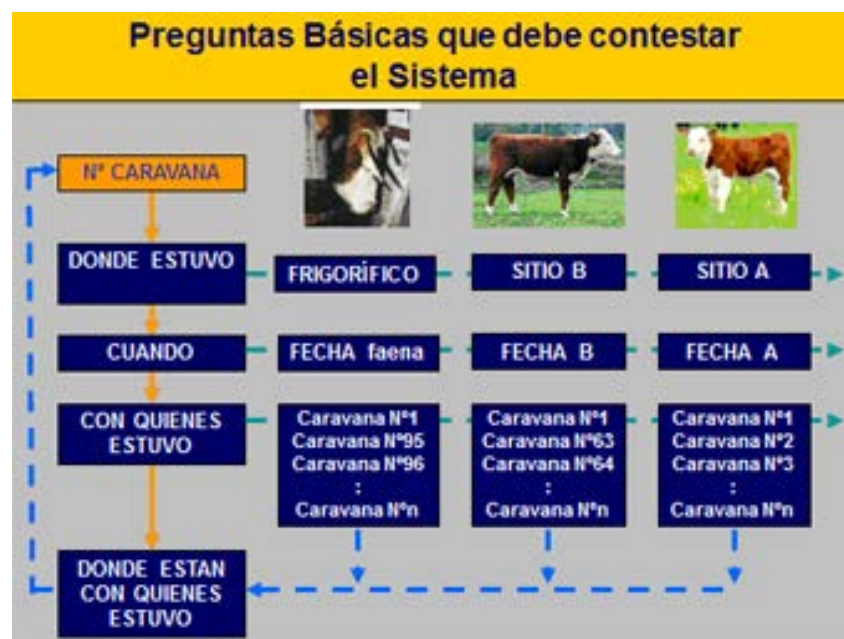 Preguntas Básicas que debe contestar
el Sistema
N° CARAVANA
DONDE ESTUVO
FRIGORÍFICO
SITIO B
SITIO A
CUANDO
FECHA faena
FECHA B
FECHA A
CON QUIENES
ESTUVO
Caravana Nº1
Caravana Nº95
Caravana Nº96
:
Caravana Nºn
Caravana Nº1
Caravana Nº63
Caravana Nº64
:
Caravana Nºn
Caravana Nº1
Caravana Nº2
Caravana Nº3
:
Caravana Nºn
DONDE ESTAN
CON QUIENES
ESTUVO